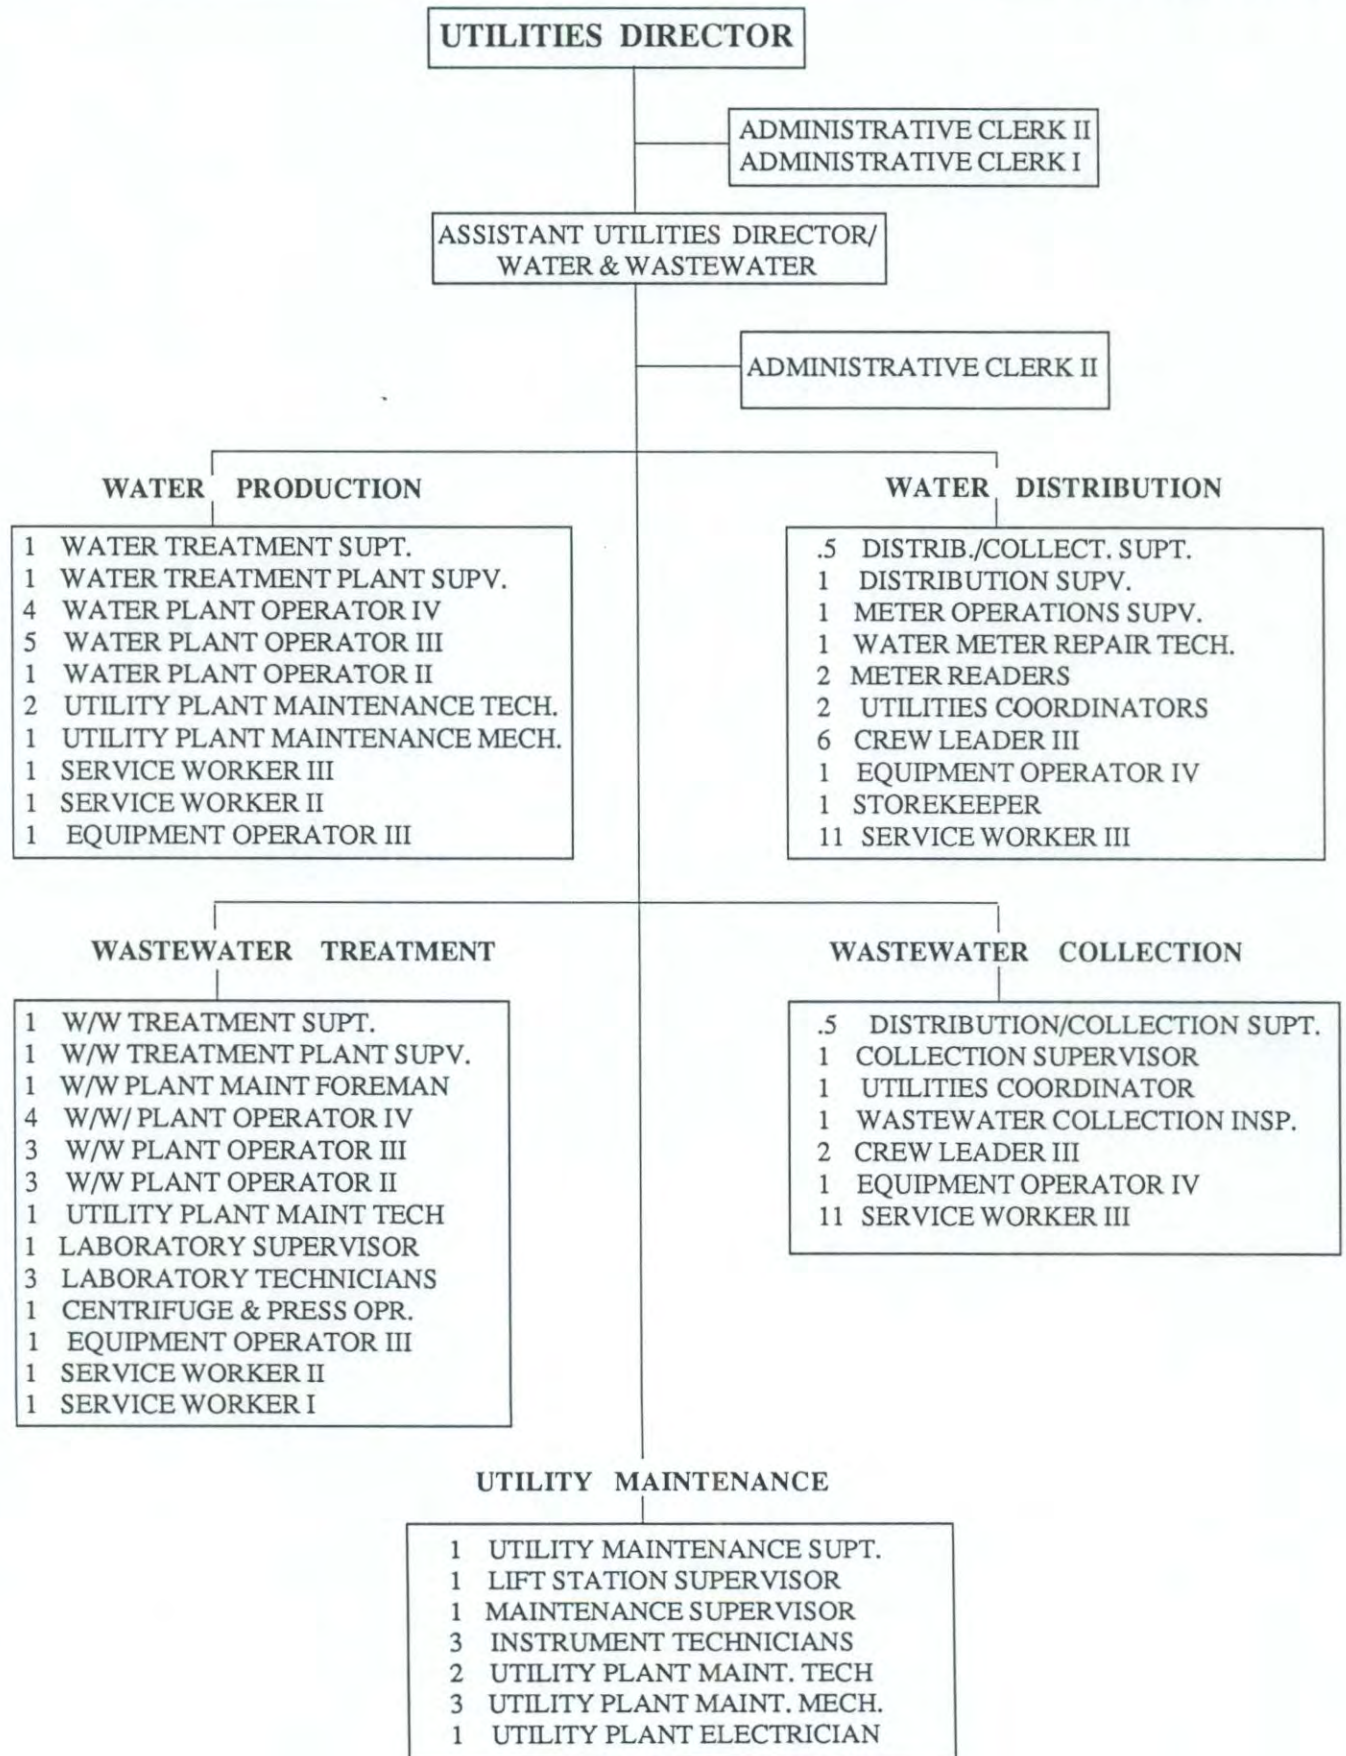 UTILITIES DIRECTOR
ADMINISTRATIVE CLERK II
ADMINISTRATIVE CLERK I
ASSISTANT UTILITIES DIRECTOR/
WATER & WASTEWATER
ADMINISTRATIVE CLERK II
WATER PRODUCTION
1 WATER TREATMENT SUPT.
1 WATER TREATMENT PLANT SUPV.
4 WATER PLANT OPERATOR IV
5 WATER PLANT OPERATOR III
1 WATER PLANT OPERATOR II
2 UTILITY PLANT MAINTENANCE TECH.
1 UTILITY PLANT MAINTENANCE MECH.
1 SERVICE WORKER III
1 SERVICE WORKER II
1 EQUIPMENT OPERATOR III
WATER DISTRIBUTION
.5 DISTRIB./COLLECT. SUPT.
1 DISTRIBUTION SUPV.
1 METER OPERATIONS SUPV.
1 WATER METER REPAIR TECH.
2 METER READERS
2 UTILITIES COORDINATORS
6 CREW LEADER III
1 EQUIPMENT OPERATOR IV
1 STOREKEEPER
11 SERVICE WORKER III
WASTEWATER TREATMENT
1 W/W TREATMENT SUPT.
1 W/W TREATMENT PLANT SUPV.
1 W/W PLANT MAINT FOREMAN
4 W/W/ PLANT OPERATOR IV
3 W/W PLANT OPERATOR III
3 W/W PLANT OPERATOR II
1 UTILITY PLANT MAINT TECH
1 LABORATORY SUPERVISOR
3 LABORATORY TECHNICIANS
1 CENTRIFUGE & PRESS OPR.
1 EQUIPMENT OPERATOR III
1 SERVICE WORKER II
1 SERVICE WORKER I
WASTEWATER COLLECTION
.5 DISTRIBUTION/COLLECTION SUPT.
1 COLLECTION SUPERVISOR
1 UTILITIES COORDINATOR
1 WASTEWATER COLLECTION INSP.
2 CREW LEADER III
1 EQUIPMENT OPERATOR IV
11 SERVICE WORKER III
UTILITY MAINTENANCE
1 UTILITY MAINTENANCE SUPT.
1 LIFT STATION SUPERVISOR
1 MAINTENANCE SUPERVISOR
3 INSTRUMENT TECHNICIANS
2 UTILITY PLANT MAINT. TECH
3 UTILITY PLANT MAINT. MECH.
1 UTILITY PLANT ELECTRICIAN